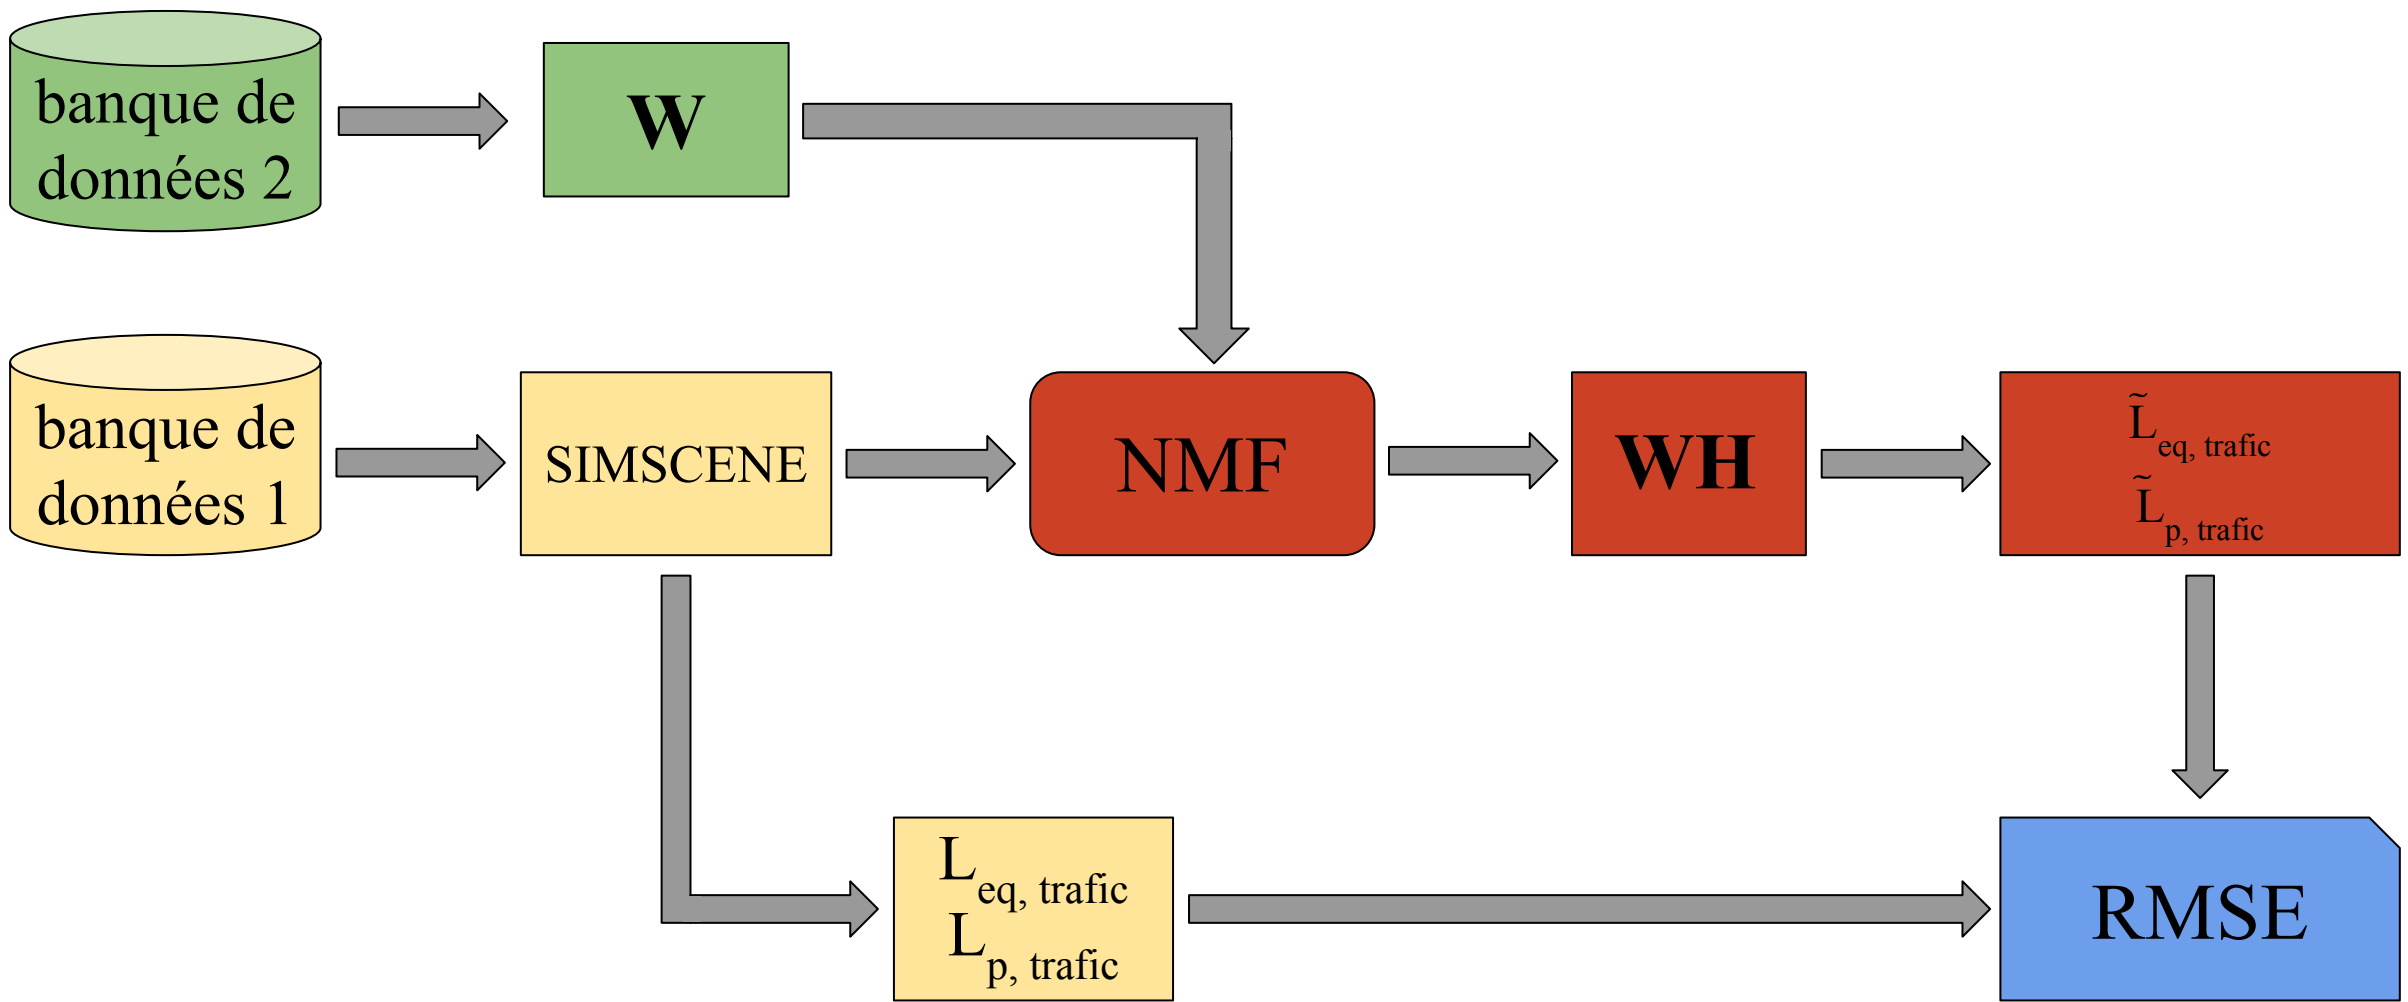 banque de
données 2
W
banque de
données 1
SIMSCENE
NMF
WH
L̃eq, trafic
L̃p, trafic
Leq, trafic
Lp, trafic
RMSE